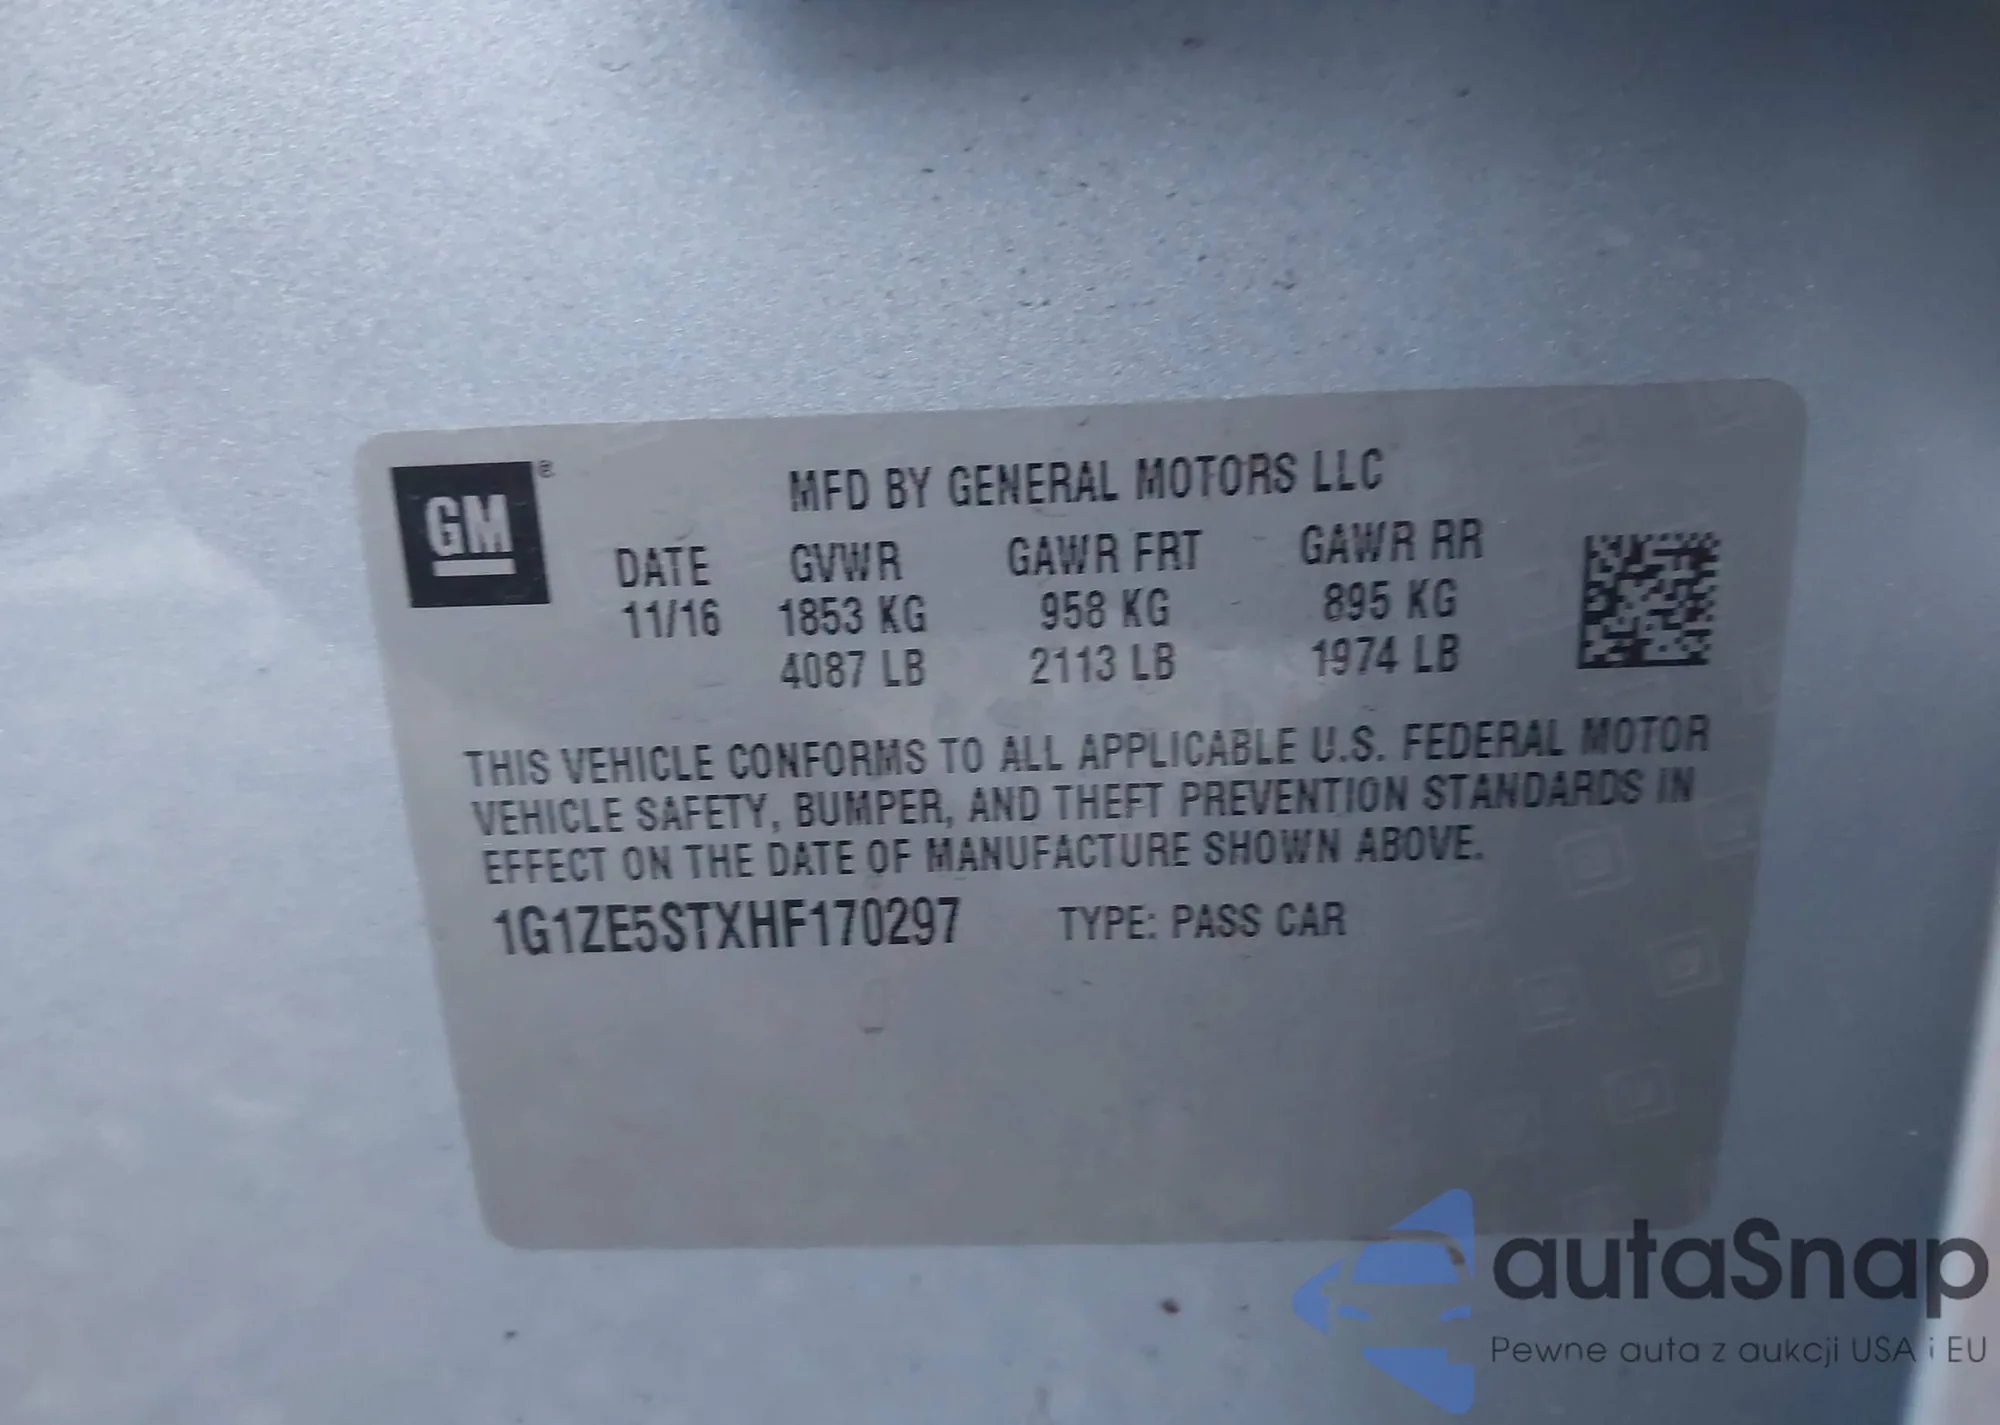 GM®
MFD BY GENERAL MOTORS LLC
DATE GVWR GAWR FRT GAWR RR
11/16 1853 KG 958 KG 895 KG
4087 LB 2113 LB 1974 LB
THIS VEHICLE CONFORMS TO ALL APPLICABLE U.S. FEDERAL MOTOR
VEHICLE SAFETY, BUMPER, AND THEFT PREVENTION STANDARDS IN
EFFECT ON THE DATE OF MANUFACTURE SHOWN ABOVE.
1G1ZE5STXHF170297 TYPE: PASS CAR
autaSnap
Pewne auta z aukcji USA i EU